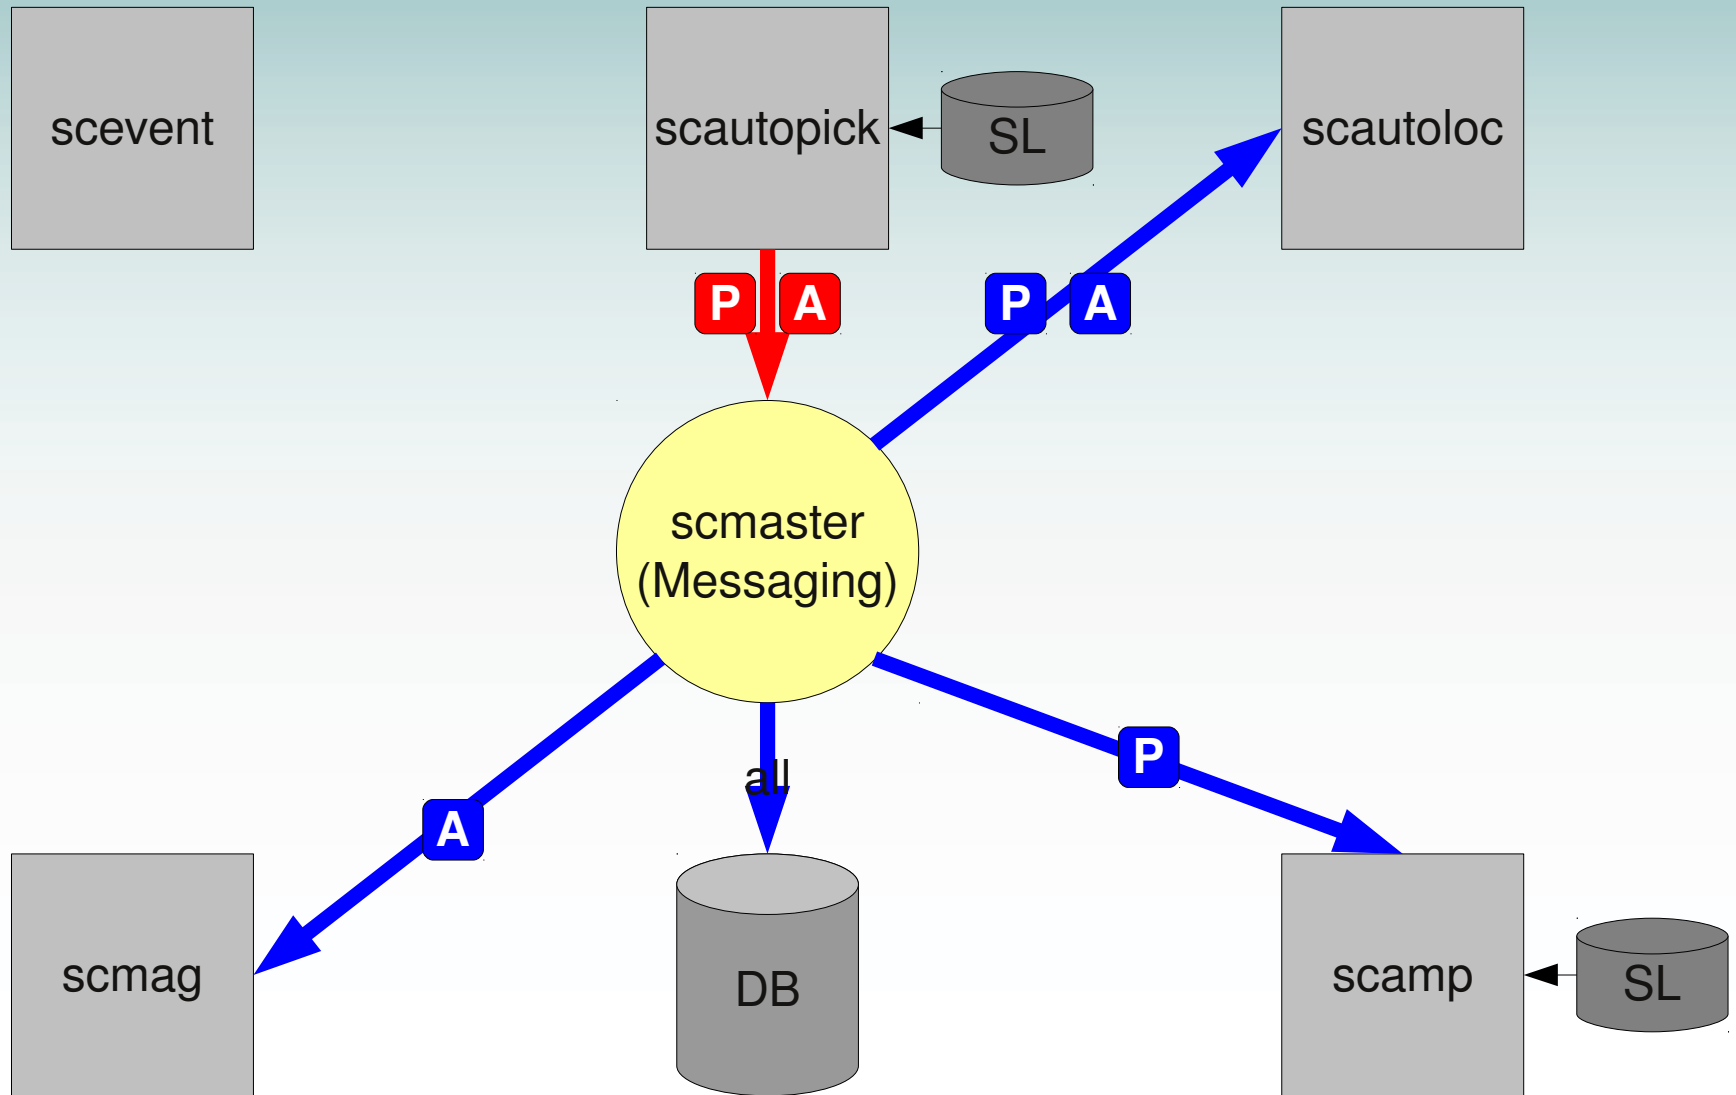 scevent
scautopick
SL
scautoloc
P
A
P
A
scmaster
(Messaging)
P
all
A
scmag
DB
scamp
SL